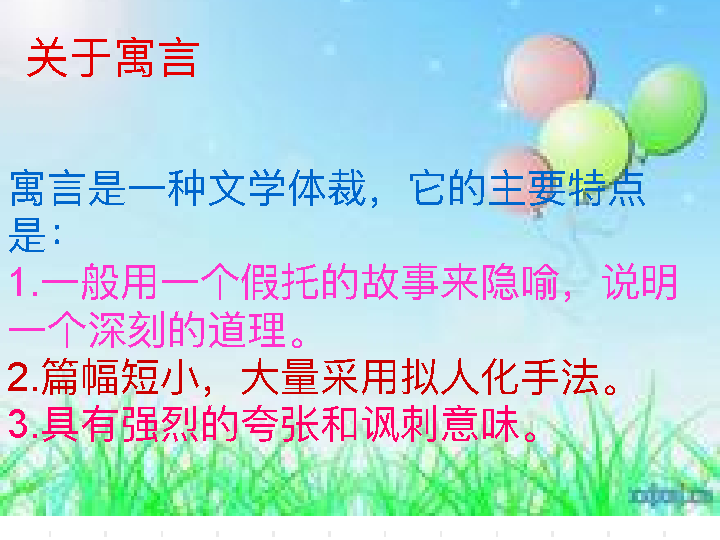 关于寓言
寓言是一种文学体裁，它的主要特点
是：
1.一般用一个假托的故事来隐喻，说明
一个深刻的道理。
2.篇幅短小，大量采用拟人化手法。
3.具有强烈的夸张和讽刺意味。